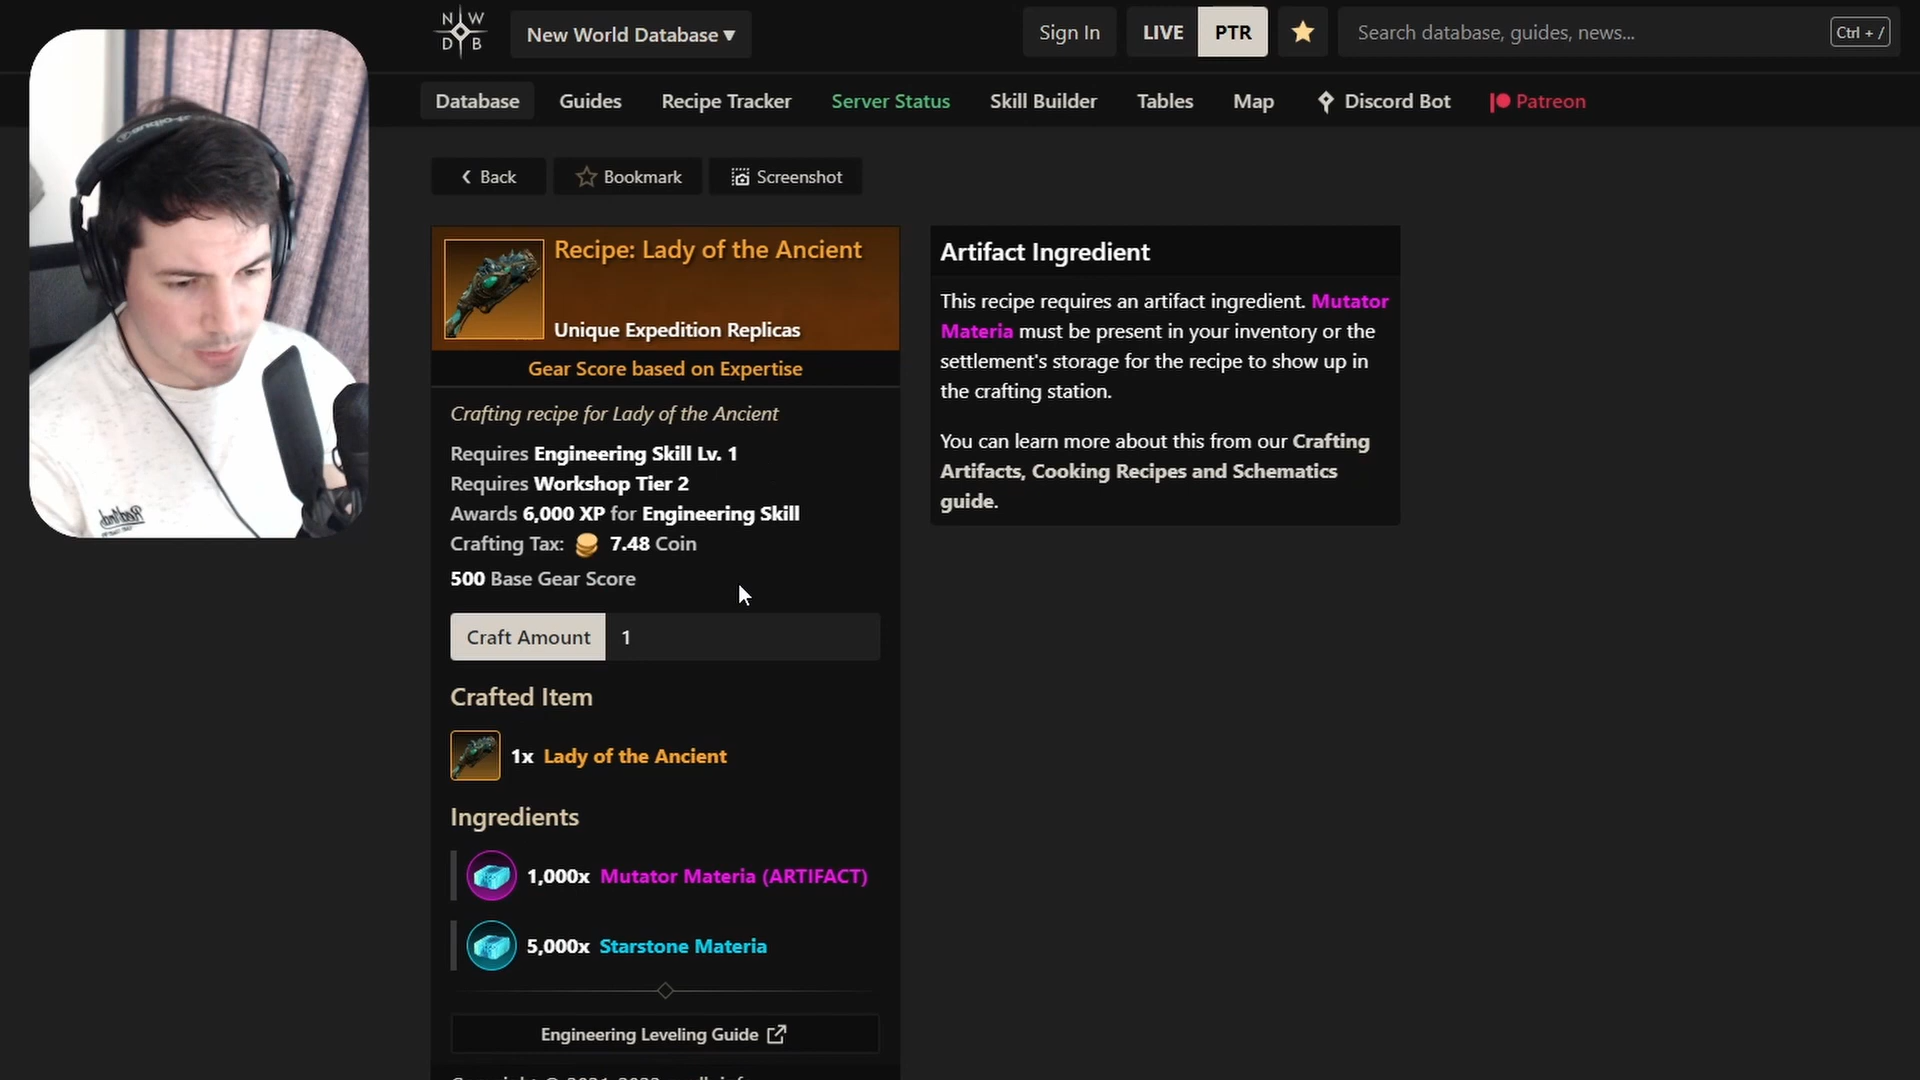 N W
D B
New World Database ▼
Sign In
LIVE
PTR
Search database, guides, news...
Ctrl + /
Database
Guides
Recipe Tracker
Server Status
Skill Builder
Tables
Map
Discord Bot
Patreon
Back
Bookmark
Screenshot
Recipe: Lady of the Ancient
Unique Expedition Replicas
Gear Score based on Expertise
Crafting recipe for Lady of the Ancient
Requires Engineering Skill Lv. 1
Requires Workshop Tier 2
Awards 6,000 XP for Engineering Skill
Crafting Tax: 7.48 Coin
500 Base Gear Score
Craft Amount 1
Crafted Item
1x Lady of the Ancient
Ingredients
1,000x Mutator Materia (ARTIFACT)
5,000x Starstone Materia
Engineering Leveling Guide
Artifact Ingredient
This recipe requires an artifact ingredient. Mutator
Materia must be present in your inventory or the
settlement's storage for the recipe to show up in
the crafting station.
You can learn more about this from our Crafting
Artifacts, Cooking Recipes and Schematics
guide.